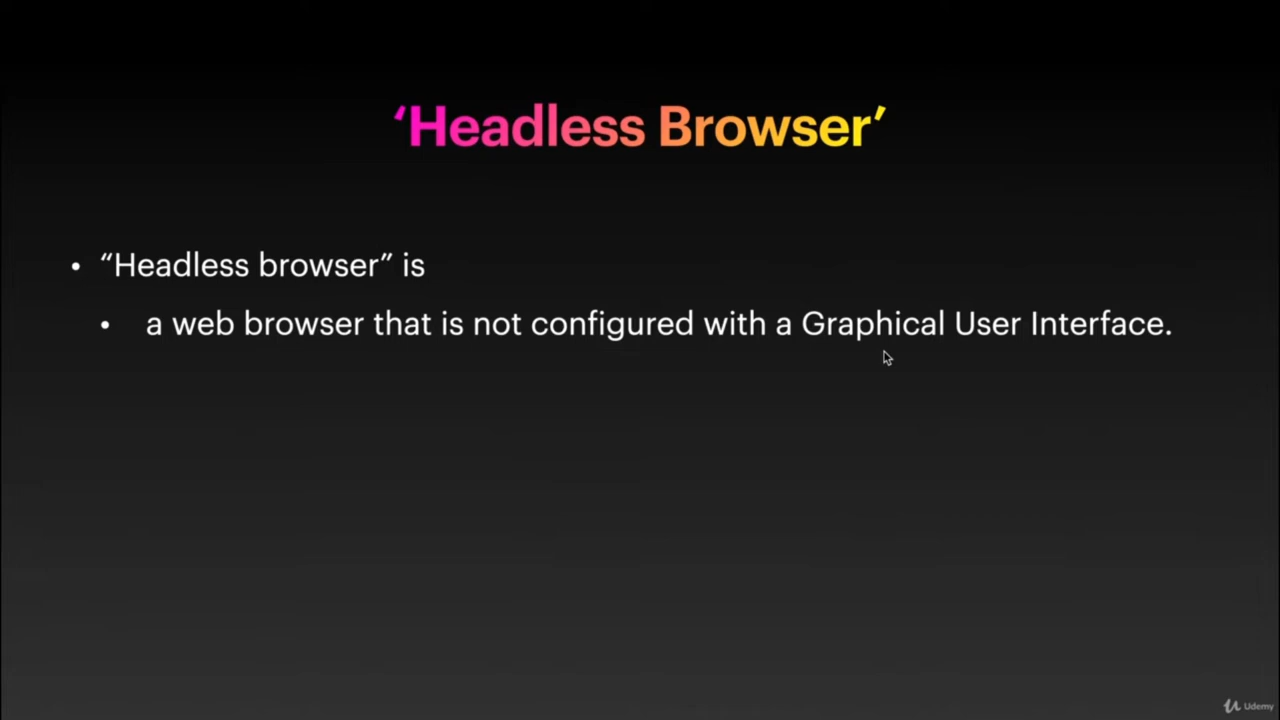 ‘Headless Browser’
• “Headless browser” is
• a web browser that is not configured with a Graphical User Interface.
Udemy